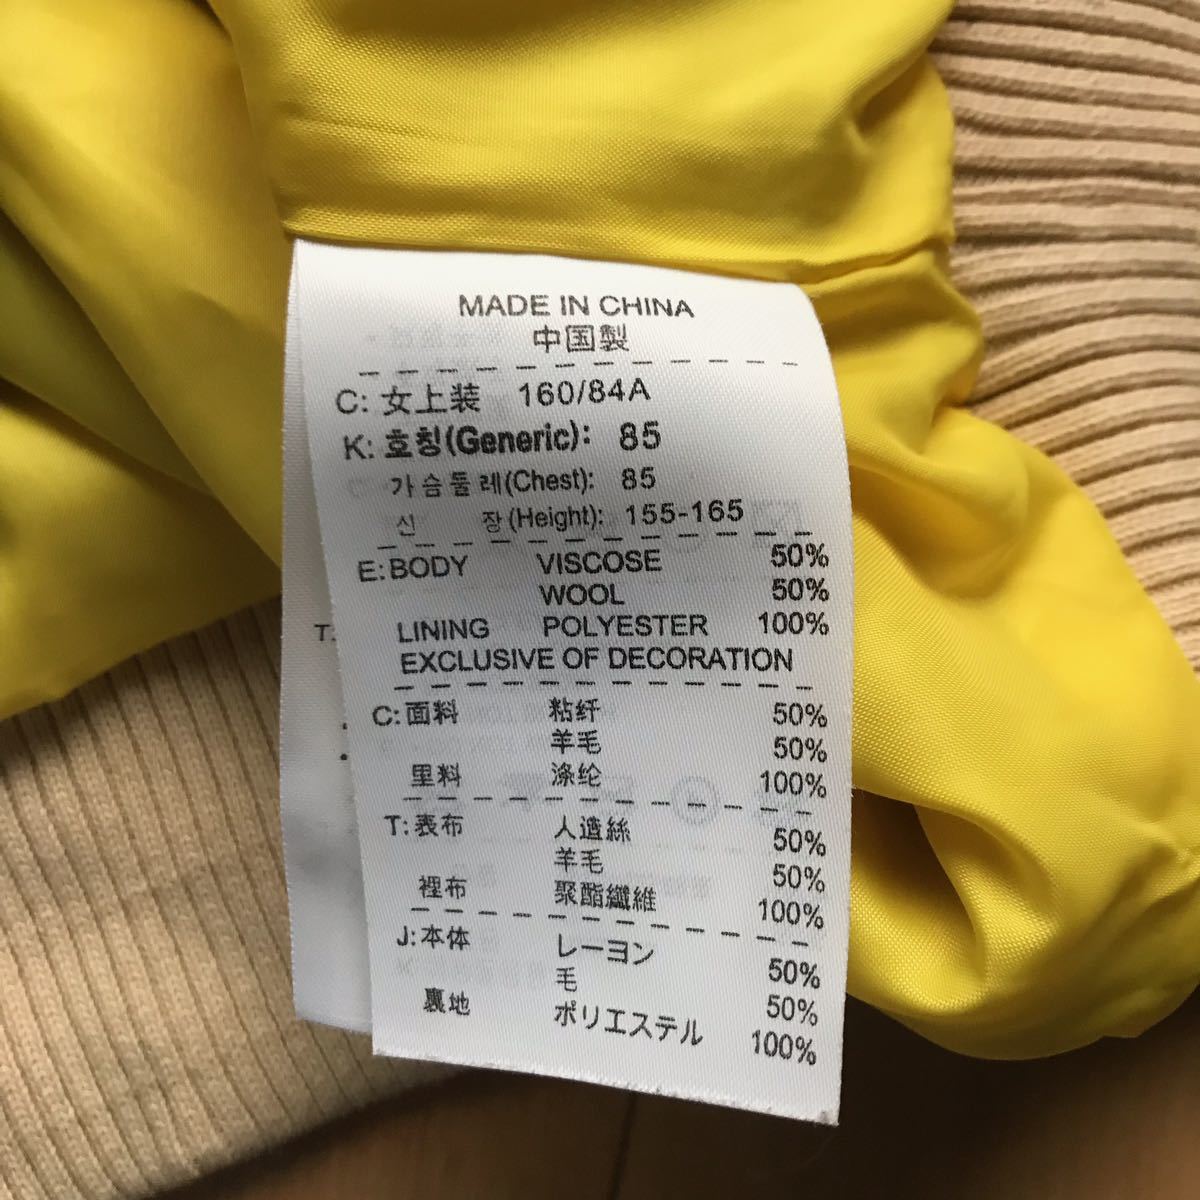 MADE IN CHINA
中国製
C: 女上装 160/84A
K: 호칭(Generic): 85
가슴둘레(Chest): 85
신 장(Height): 155-165
E: BODY VISCOSE 50%
WOOL 50%
LINING POLYESTER 100%
EXCLUSIVE OF DECORATION
C: 面料 粘纤 50%
羊毛 50%
里料 涤纶 100%
T: 表布 人造絲 50%
羊毛 50%
裡布 聚酯纖維 100%
J: 本体 レーヨン 50%
毛 50%
裏地 ポリエステル 100%
T: